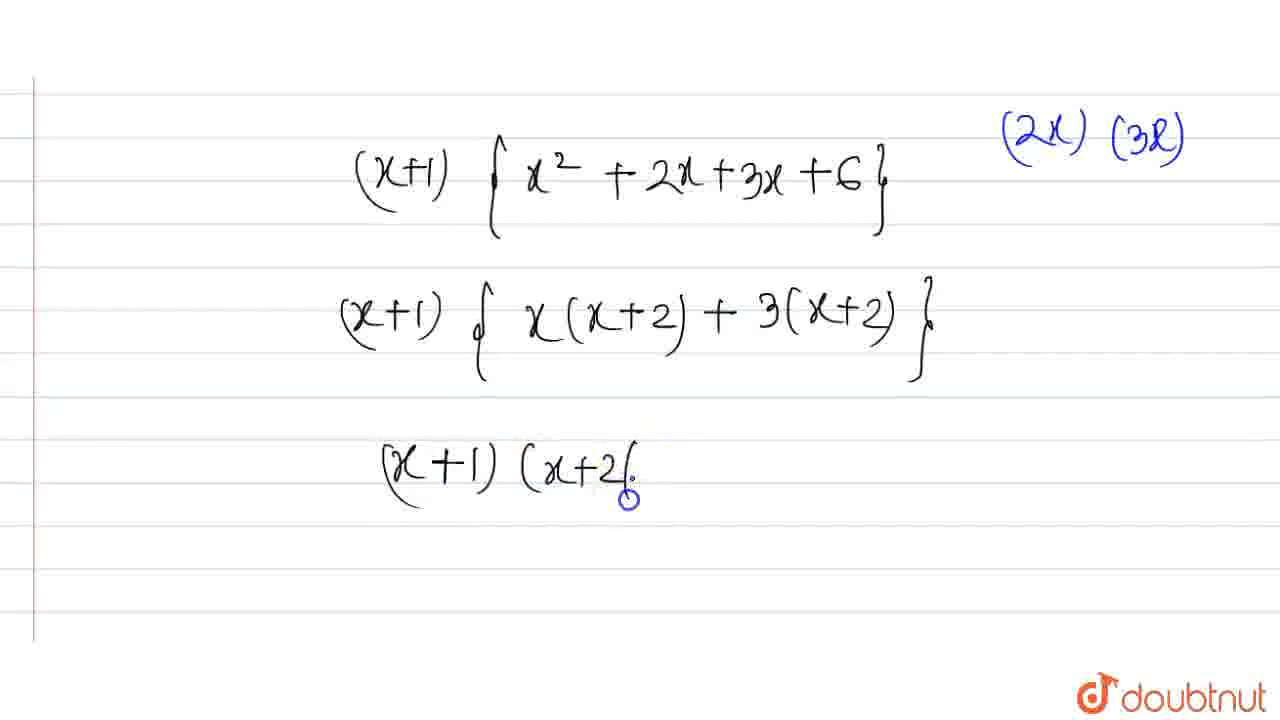 (2x) (3x)
(x+1) { x² + 2x + 3x + 6 }
(x+1) { x(x+2) + 3(x+2) }
(x+1) (x+2(
doubtnut